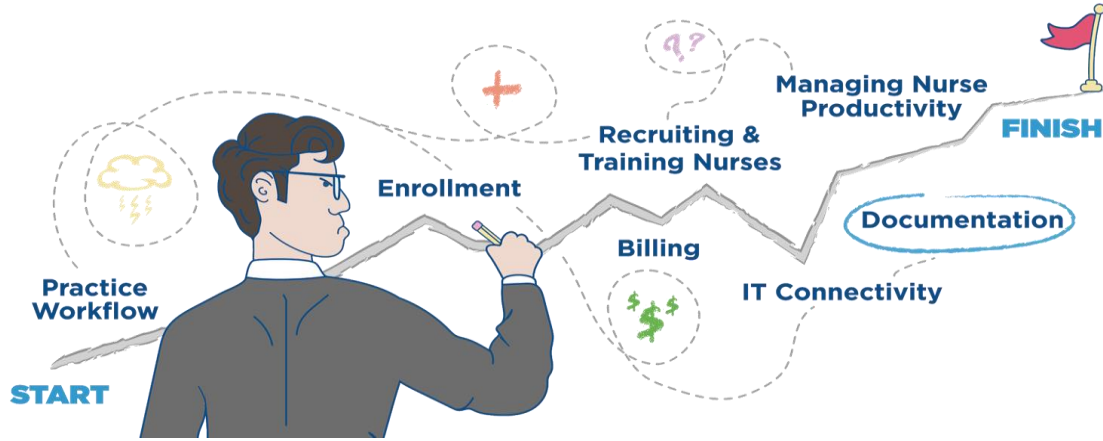 Managing Nurse
Productivity
FINISH
Recruiting &
Training Nurses
Enrollment
Documentation
Billing
IT Connectivity
Practice
Workflow
START
??
$ $ $